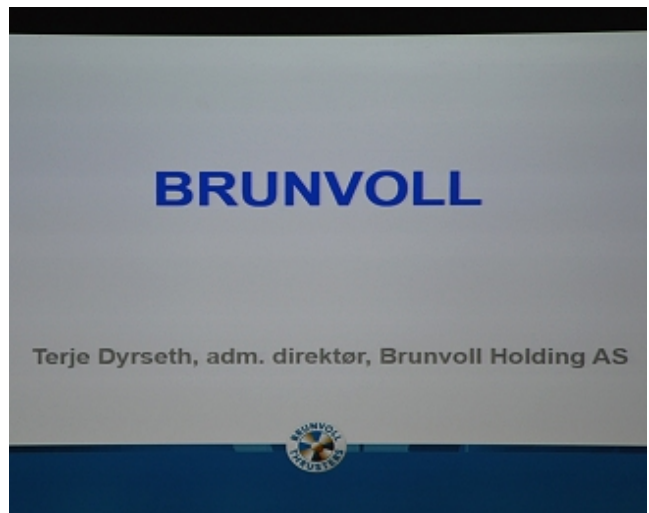 BRUNVOLL
Terje Dyrseth, adm. direktør, Brunvoll Holding AS
BRUNVOLL
THRUSTERS